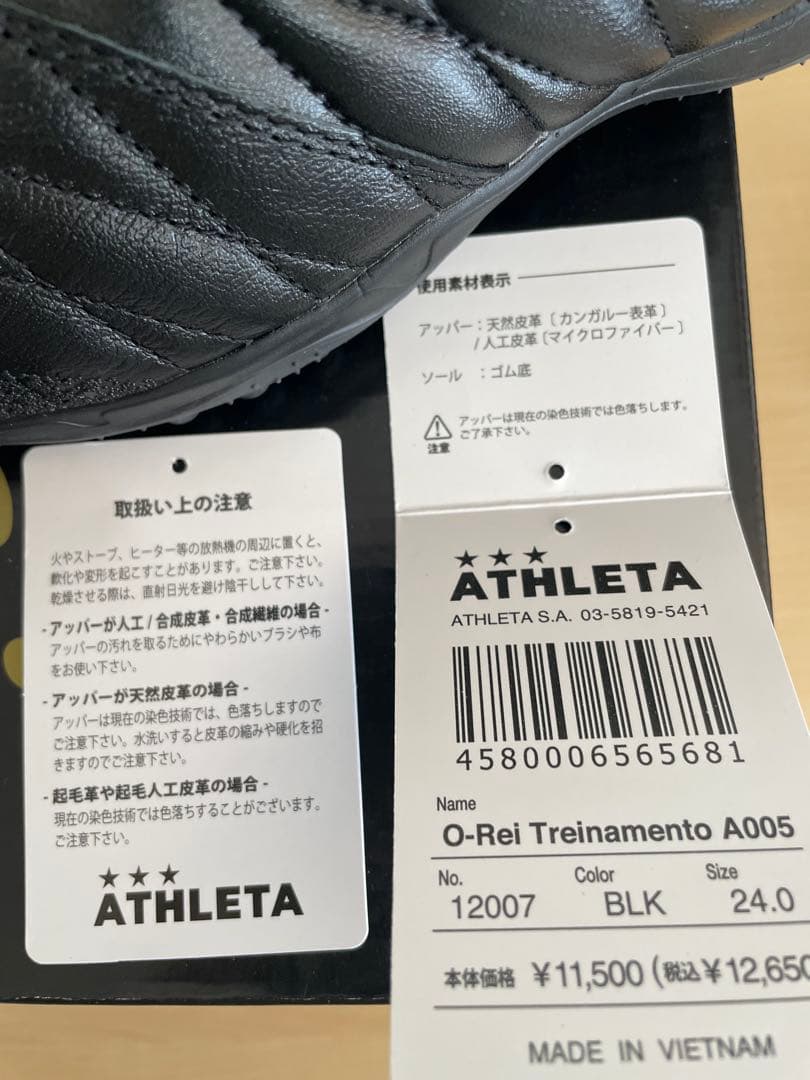 使用素材表示
アッパー：天然皮革〔カンガルー表革〕
/人工皮革〔マイクロファイバー〕
ソール ：ゴム底
注意
アッパーは現在の染色技術では色落ちします。
ご了承下さい。
ATHLETA
ATHLETA S.A. 03-5819-5421
4580006565681
Name
O-Rei Treinamento A005
No. Color Size
12007 BLK 24.0
本体価格 ¥11,500 (税込¥12,650
MADE IN VIETNAM
取扱い上の注意
火やストーブ、ヒーター等の放熱機の周辺に置くと、
軟化や変形を起こすことがあります。ご注意下さい。
乾燥させる際は、直射日光を避け陰干しして下さい。
- アッパーが人工 / 合成皮革・合成繊維の場合 -
アッパーの汚れを取るためにやわらかいブラシや布
をお使い下さい。
- アッパーが天然皮革の場合 -
アッパーは現在の染色技術では、色落ちしますので
ご注意下さい。水洗いすると皮革の縮みや硬化を招
きますのでご注意下さい。
- 起毛革や起毛人工皮革の場合 -
現在の染色技術では色落ちすることがございます。
ご注意下さい。
ATHLETA